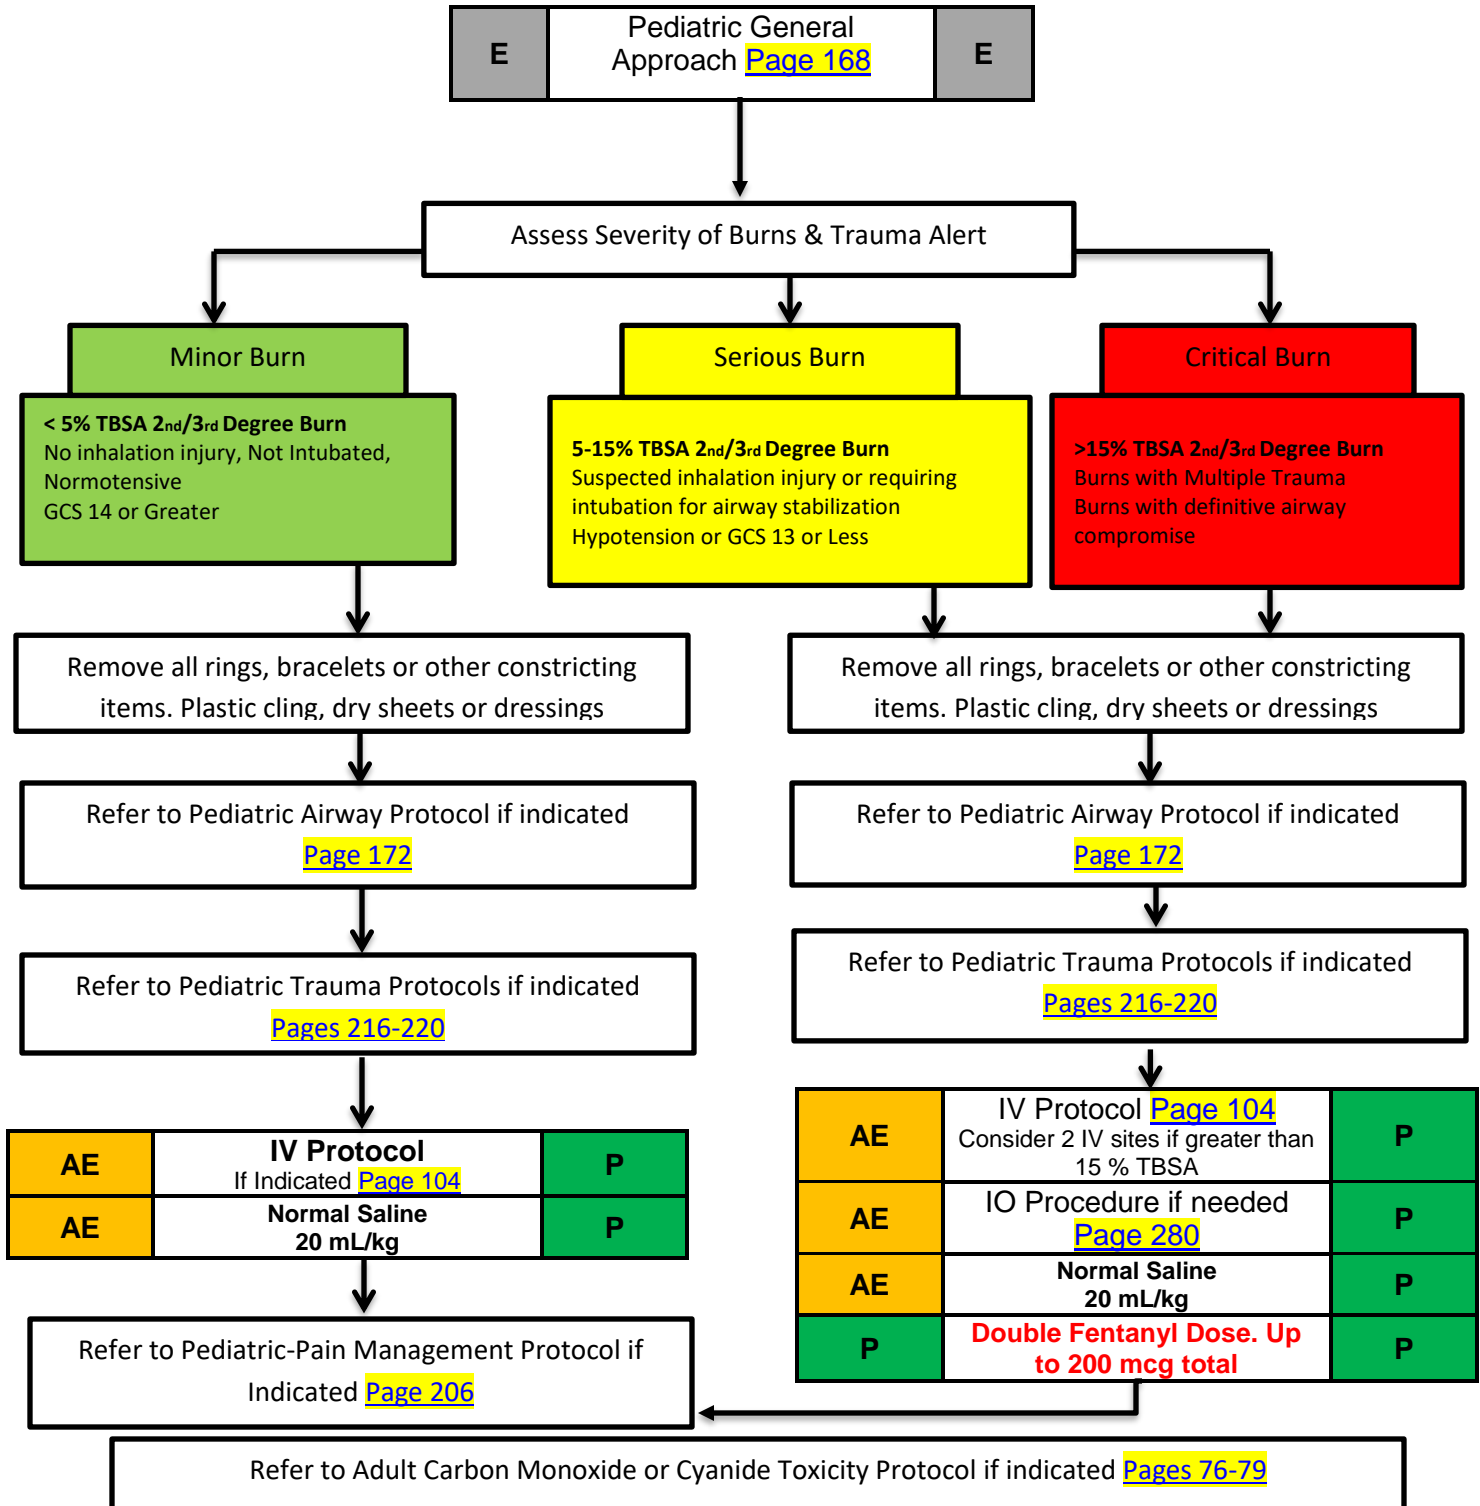 E
Pediatric General
Approach Page 168
E
Assess Severity of Burns & Trauma Alert
Minor Burn
< 5% TBSA 2nd/3rd Degree Burn
No inhalation injury, Not Intubated,
Normotensive
GCS 14 or Greater
Serious Burn
5-15% TBSA 2nd/3rd Degree Burn
Suspected inhalation injury or requiring
intubation for airway stabilization
Hypotension or GCS 13 or Less
Critical Burn
>15% TBSA 2nd/3rd Degree Burn
Burns with Multiple Trauma
Burns with definitive airway
compromise
Remove all rings, bracelets or other constricting
items. Plastic cling, dry sheets or dressings
Refer to Pediatric Airway Protocol if indicated
Page 172
Refer to Pediatric Trauma Protocols if indicated
Pages 216-220
AE
IV Protocol
If Indicated Page 104
P
AE
Normal Saline
20 mL/kg
P
Remove all rings, bracelets or other constricting
items. Plastic cling, dry sheets or dressings
Refer to Pediatric Airway Protocol if indicated
Page 172
Refer to Pediatric Trauma Protocols if indicated
Pages 216-220
AE
IV Protocol Page 104
Consider 2 IV sites if greater than
15 % TBSA
P
AE
IO Procedure if needed
Page 280
P
AE
Normal Saline
20 mL/kg
P
P
Double Fentanyl Dose. Up
to 200 mcg total
P
Refer to Pediatric-Pain Management Protocol if
Indicated Page 206
Refer to Adult Carbon Monoxide or Cyanide Toxicity Protocol if indicated Pages 76-79